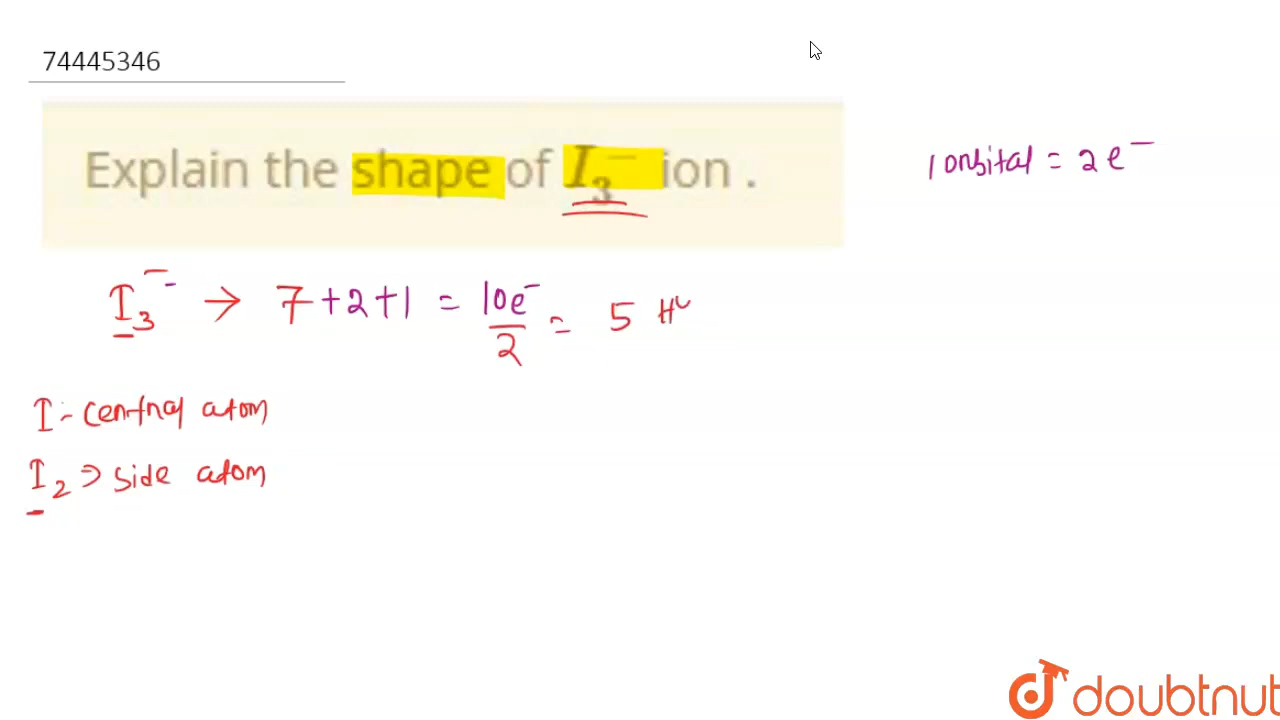 74445346
Explain the shape of I₃⁻ ion .
1 orbital = 2e⁻
I₃⁻ → 7+2+1 = 10e⁻/2 = 5 H
I :- central atom
I₂ ⇒ side atom
doubtnut